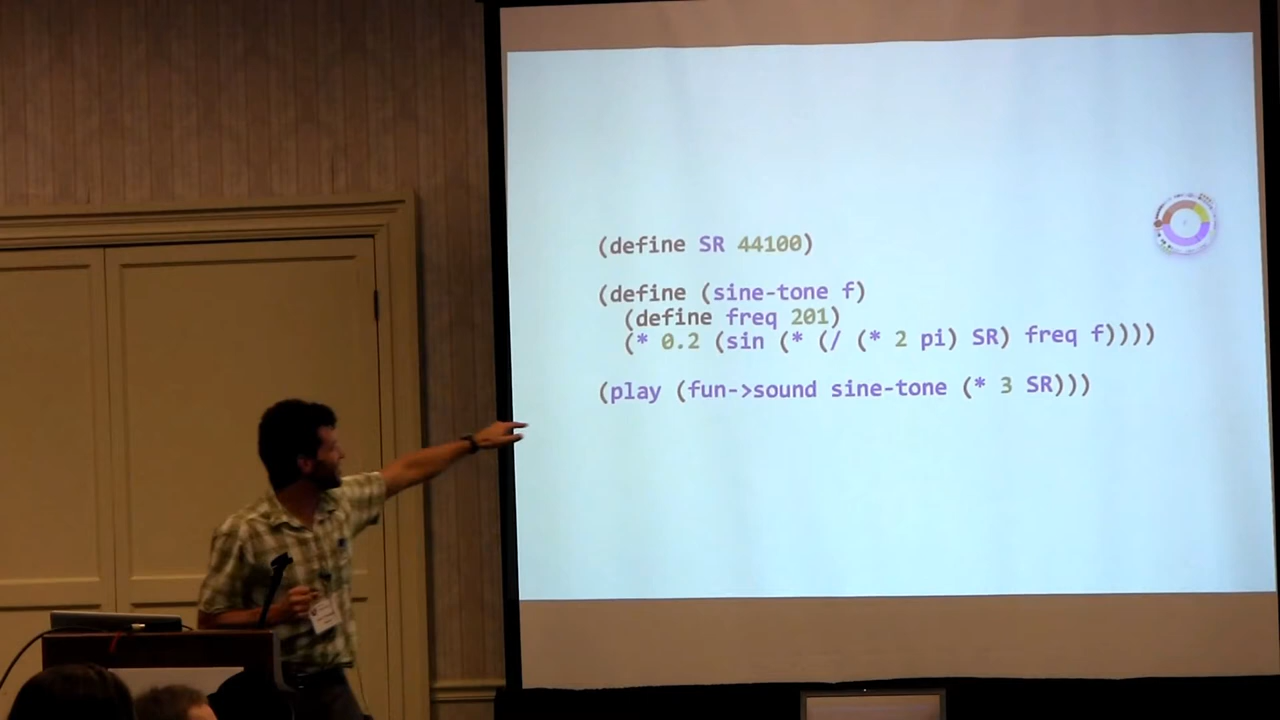 (define SR 44100)
(define (sine-tone f)
(define freq 201)
(* 0.2 (sin (* (/ (* 2 pi) SR) freq f))))
(play (fun->sound sine-tone (* 3 SR)))